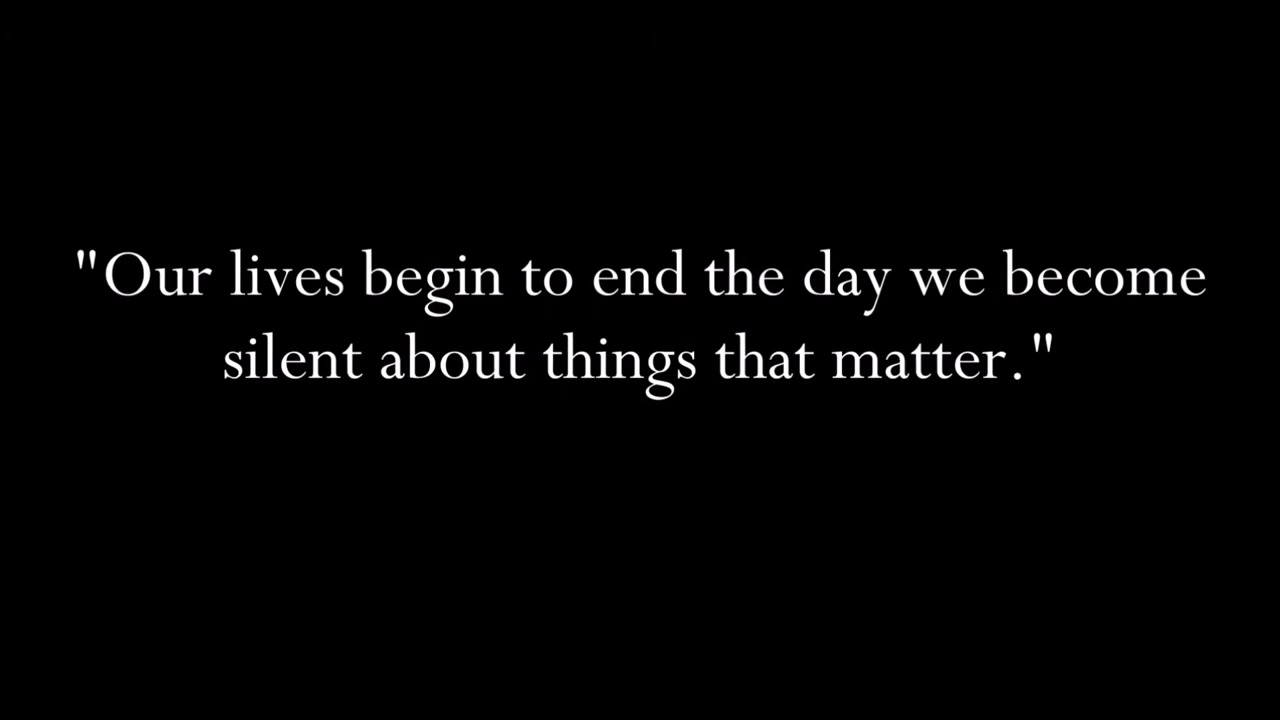 "Our lives begin to end the day we become
silent about things that matter."